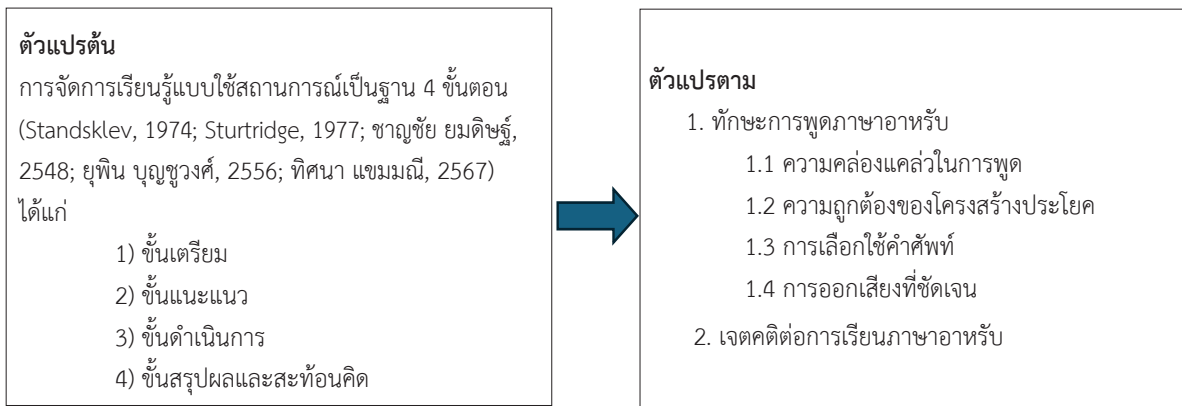 ตัวแปรต้น
การจัดการเรียนรู้แบบใช้สถานการณ์เป็นฐาน 4 ขั้นตอน
(Standsklev, 1974; Sturtridge, 1977; ชาญชัย ยมดิษฐ์,
2548; ยุพิน บุญชูวงศ์, 2556; ทิศนา แขมมณี, 2567)
ได้แก่
1) ขั้นเตรียม
2) ขั้นแนะแนว
3) ขั้นดำเนินการ
4) ขั้นสรุปผลและสะท้อนคิด
ตัวแปรตาม
1. ทักษะการพูดภาษาอาหรับ
1.1 ความคล่องแคล่วในการพูด
1.2 ความถูกต้องของโครงสร้างประโยค
1.3 การเลือกใช้คำศัพท์
1.4 การออกเสียงที่ชัดเจน
2. เจตคติต่อการเรียนภาษาอาหรับ